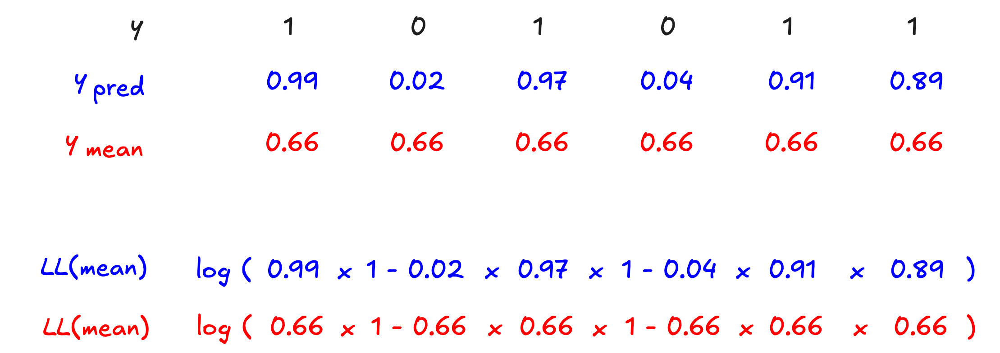 y 1 0 1 0 1 1
y pred 0.99 0.02 0.97 0.04 0.91 0.89
y mean 0.66 0.66 0.66 0.66 0.66 0.66
LL(mean) log ( 0.99 x 1 - 0.02 x 0.97 x 1 - 0.04 x 0.91 x 0.89 )
LL(mean) log ( 0.66 x 1 - 0.66 x 0.66 x 1 - 0.66 x 0.66 x 0.66 )